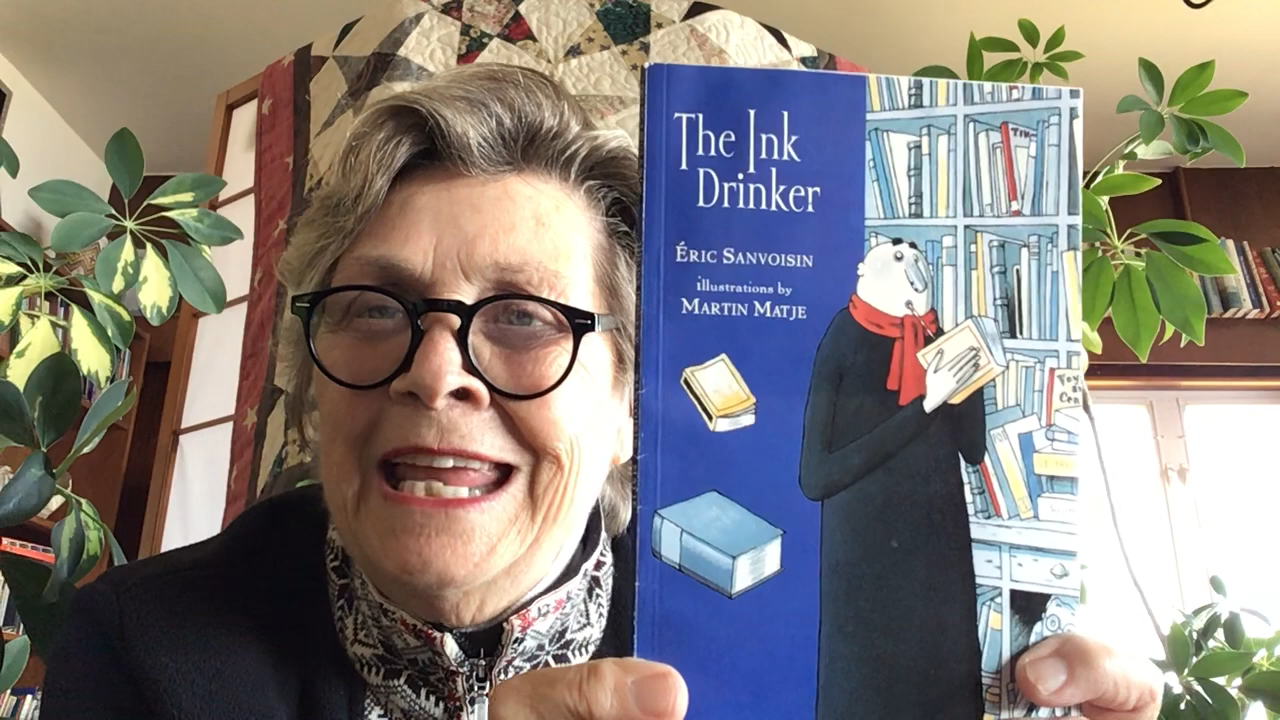 The Ink
Drinker
Éric Sanvoisin
illustrations by
Martin Matje